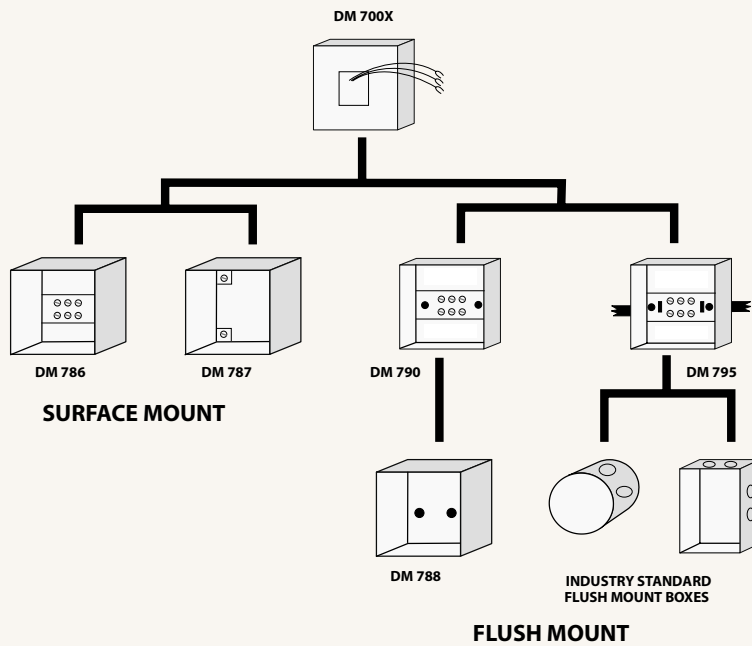 DM 700X
DM 786
DM 787
DM 790
DM 795
SURFACE MOUNT
DM 788
INDUSTRY STANDARD
FLUSH MOUNT BOXES
FLUSH MOUNT